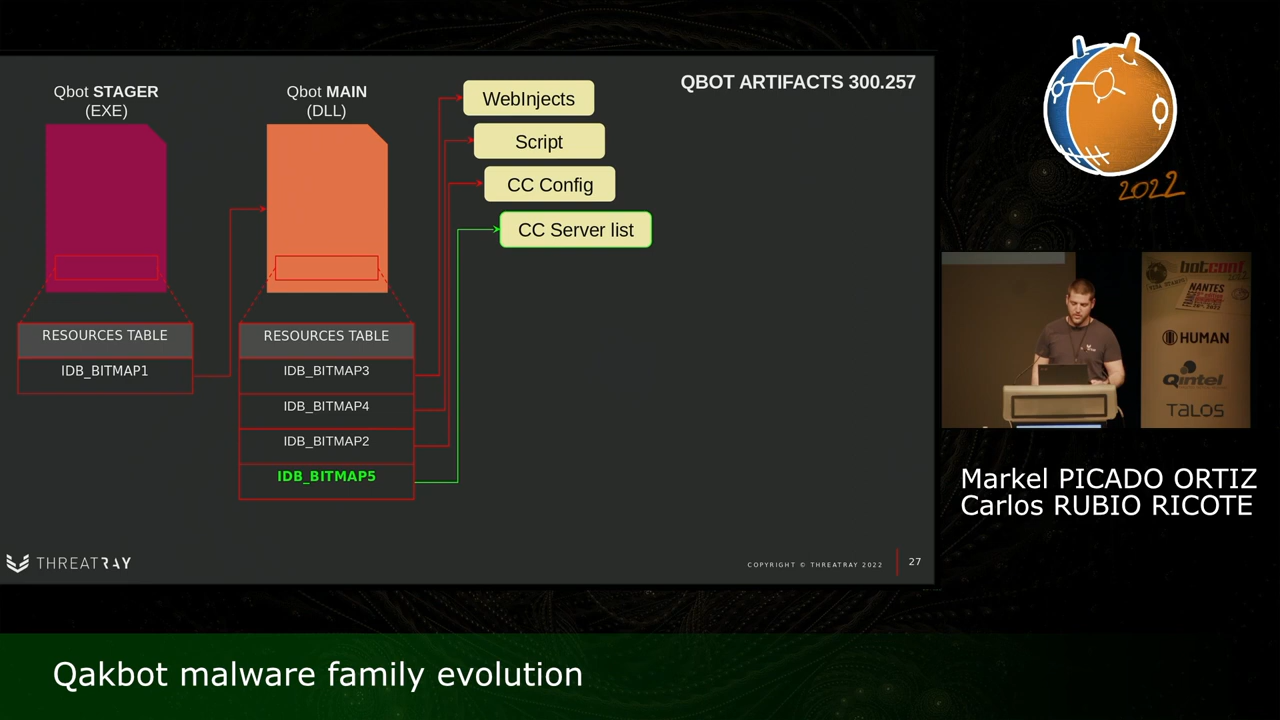 QBOT ARTIFACTS 300.257
Qbot STAGER
(EXE)
Qbot MAIN
(DLL)
WebInjects
Script
CC Config
CC Server list
RESOURCES TABLE
IDB_BITMAP1
RESOURCES TABLE
IDB_BITMAP3
IDB_BITMAP4
IDB_BITMAP2
IDB_BITMAP5
THREATRAY
COPYRIGHT © THREATRAY 2022
27
2022
botconf
NANTES
HUMAN
Qintel
TALOS
Markel PICADO ORTIZ
Carlos RUBIO RICOTE
Qakbot malware family evolution